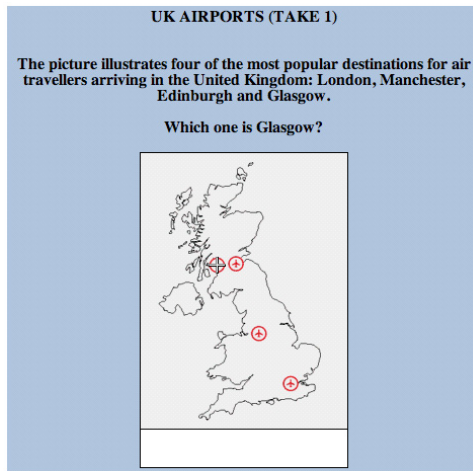 UK AIRPORTS (TAKE 1)
The picture illustrates four of the most popular destinations for air
travellers arriving in the United Kingdom: London, Manchester,
Edinburgh and Glasgow.
Which one is Glasgow?